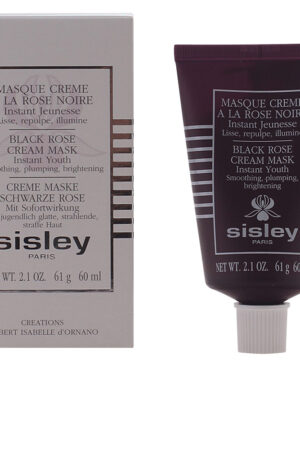 MASQUE CREME
A LA ROSE NOIRE
Instant Jeunesse
Lisse, repulpe, illumine
BLACK ROSE
CREAM MASK
Instant Youth
Smoothing, plumping, brightening
CREME MASKE
SCHWARZE ROSE
Mit Sofortwirkung
jugendlich glatte, strahlende,
straffe Haut
sisley
PARIS
WT. 2.1 OZ. 61 g 60 ml
CREATIONS
ISABELLE d'ORNANO
MASQUE CREME
A LA ROSE NOIRE
Instant Jeunesse
Lisse, repulpe, illumine
BLACK ROSE
CREAM MASK
Instant Youth
Smoothing, plumping,
brightening
sisley
PARIS
NET WT. 2.1 OZ. 61 g